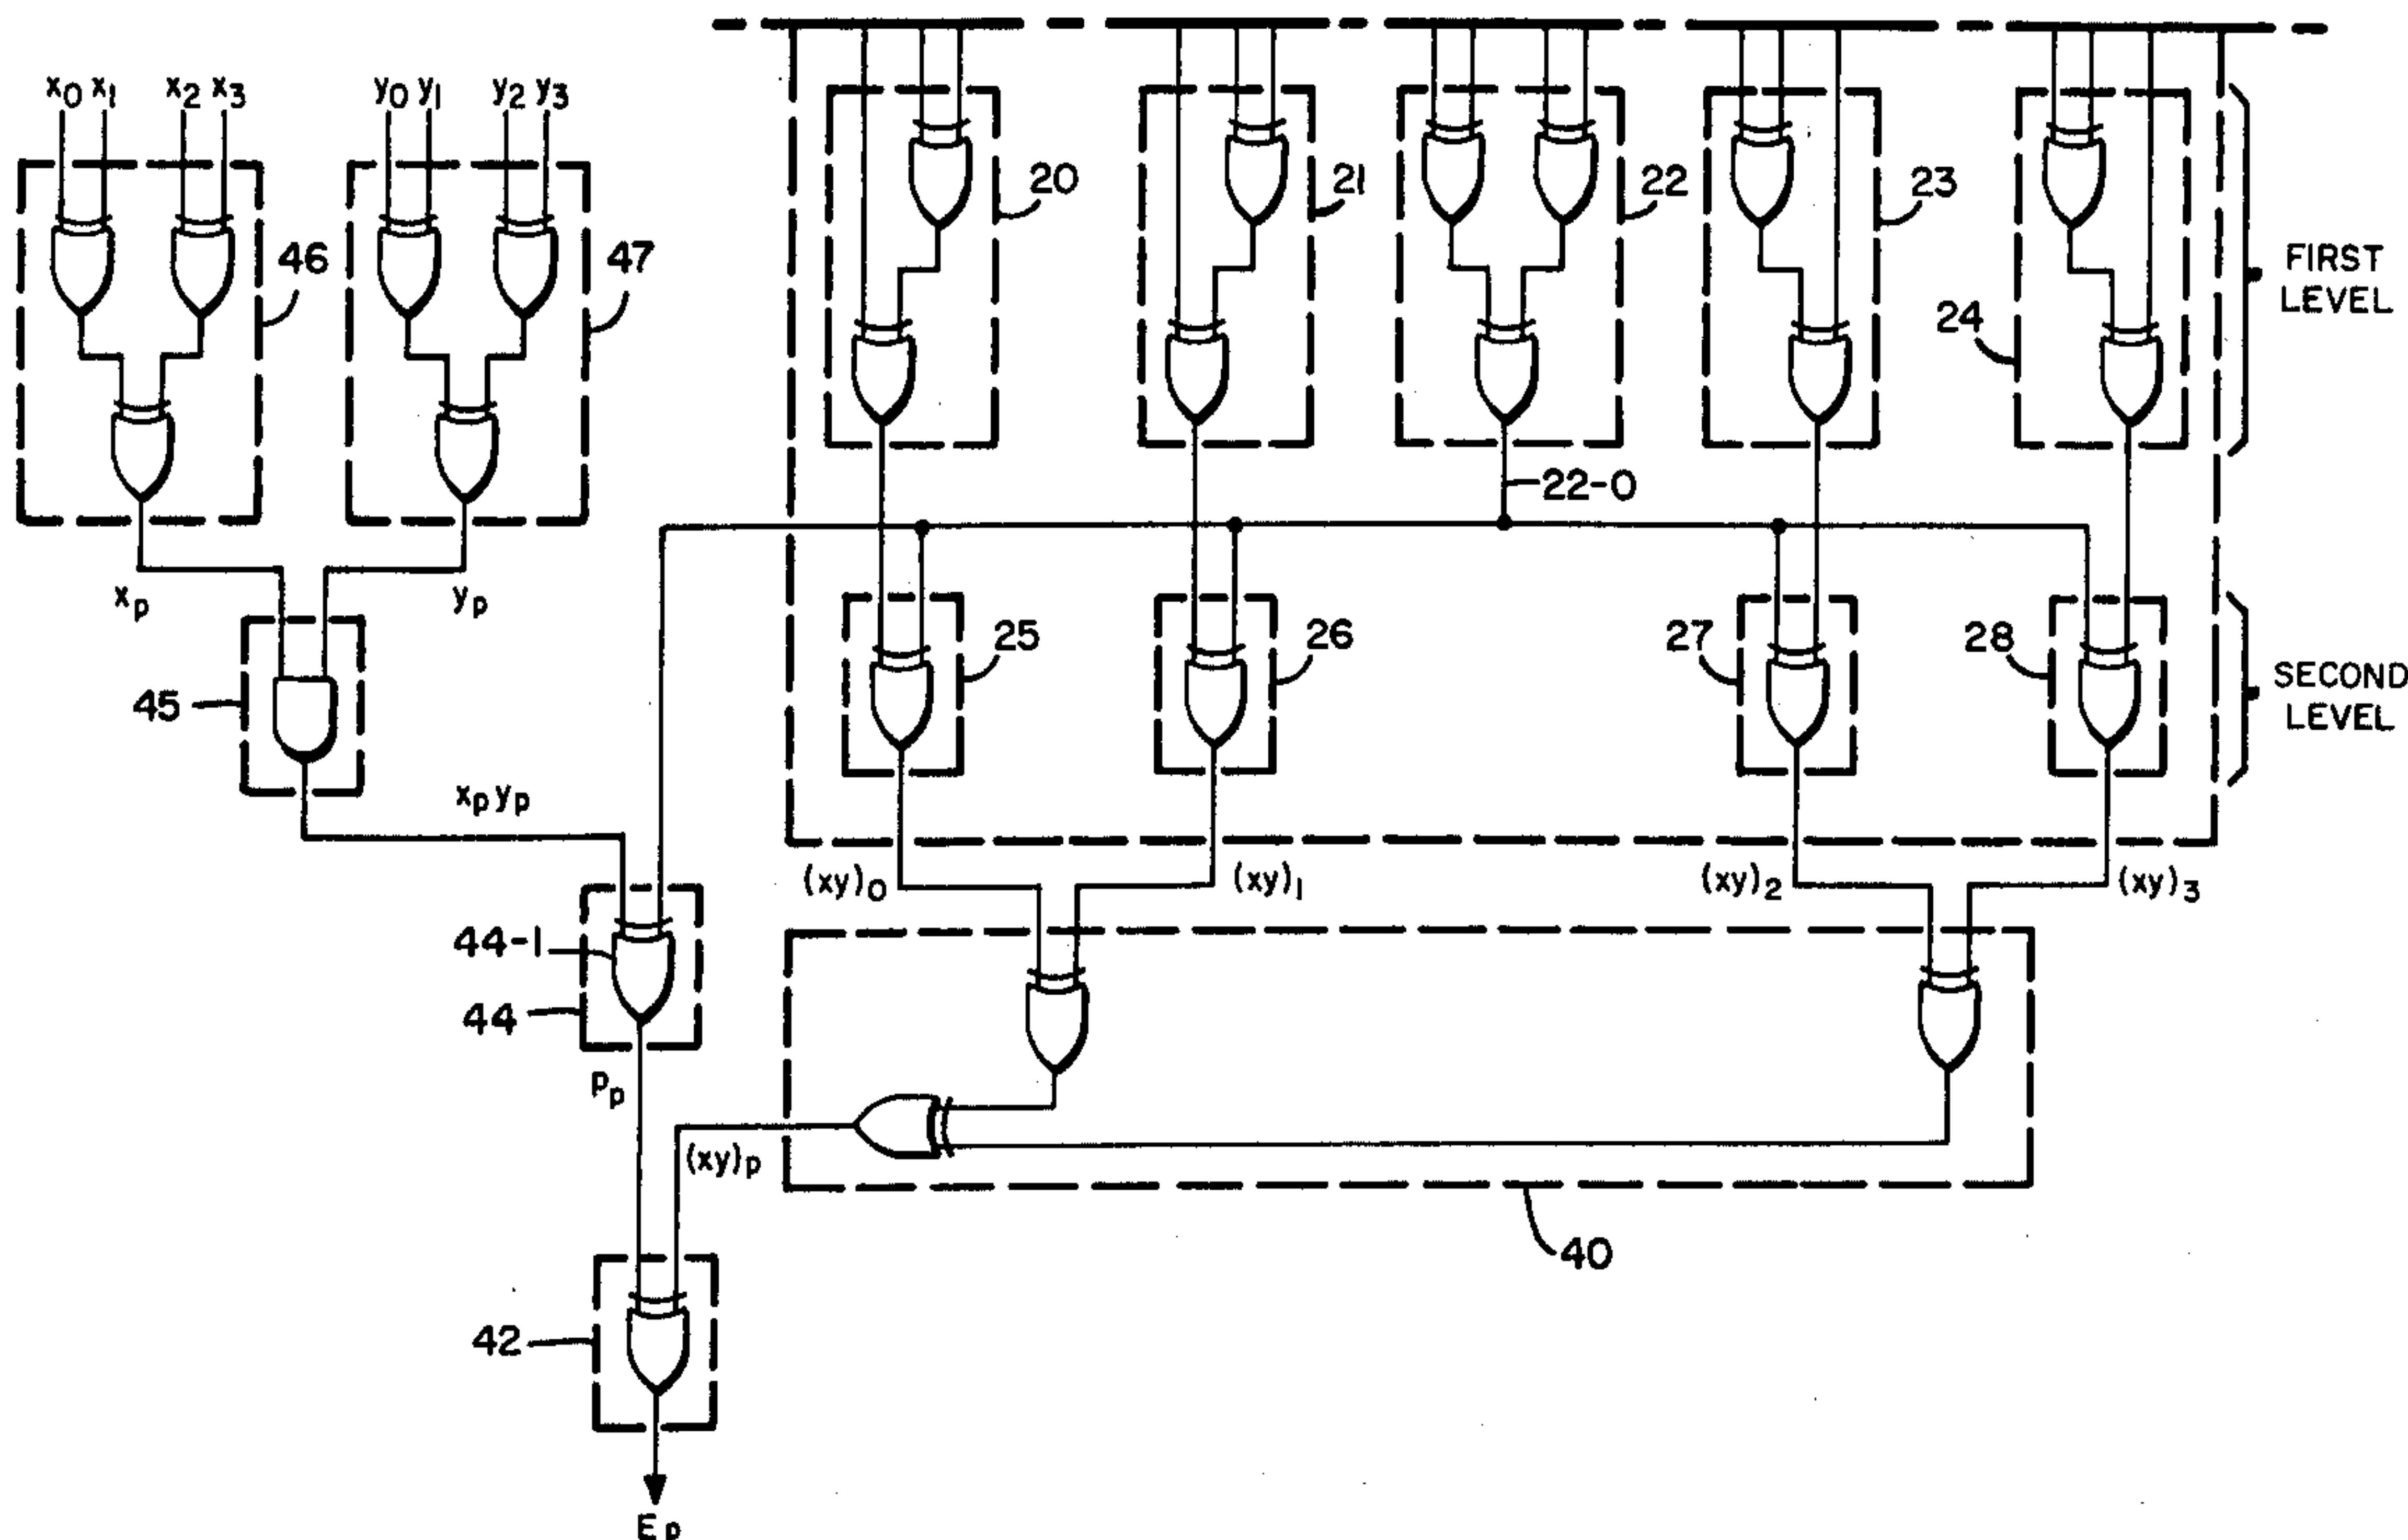 x0 x1 x2 x3
y0 y1 y2 y3
46
47
20
21
22
23
24
FIRST
LEVEL
22-0
xp
yp
45
25
26
27
28
SECOND
LEVEL
xpyp
(xy)0
(xy)1
(xy)2
(xy)3
44-1
44
Pp
(xy)p
40
42
Ep